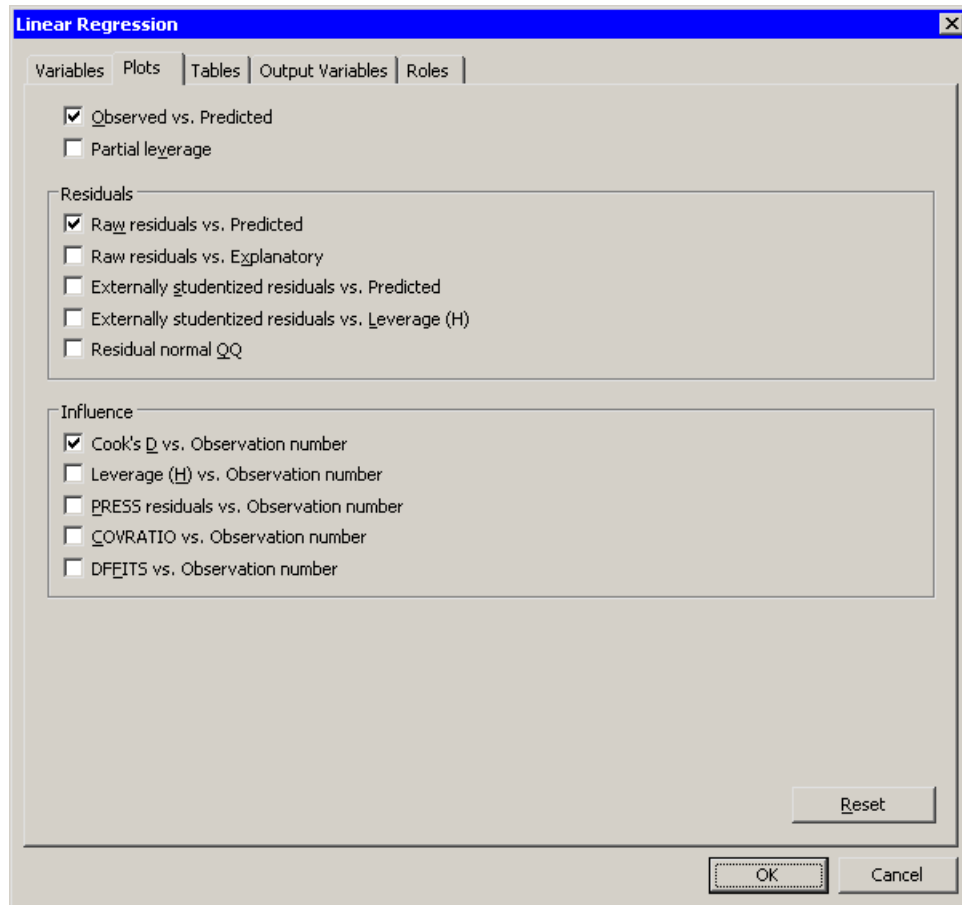 Linear Regression
Variables Plots Tables Output Variables Roles
Observed vs. Predicted
Partial leverage
Residuals
Raw residuals vs. Predicted
Raw residuals vs. Explanatory
Externally studentized residuals vs. Predicted
Externally studentized residuals vs. Leverage (H)
Residual normal QQ
Influence
Cook's D vs. Observation number
Leverage (H) vs. Observation number
PRESS residuals vs. Observation number
COVRATIO vs. Observation number
DFFITS vs. Observation number
Reset
OK Cancel